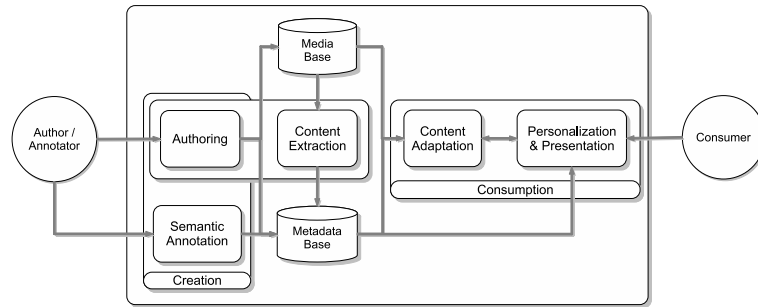 Media
Base
Author /
Annotator
Authoring
Content
Extraction
Content
Adaptation
Personalization
& Presentation
Consumer
Consumption
Semantic
Annotation
Metadata
Base
Creation